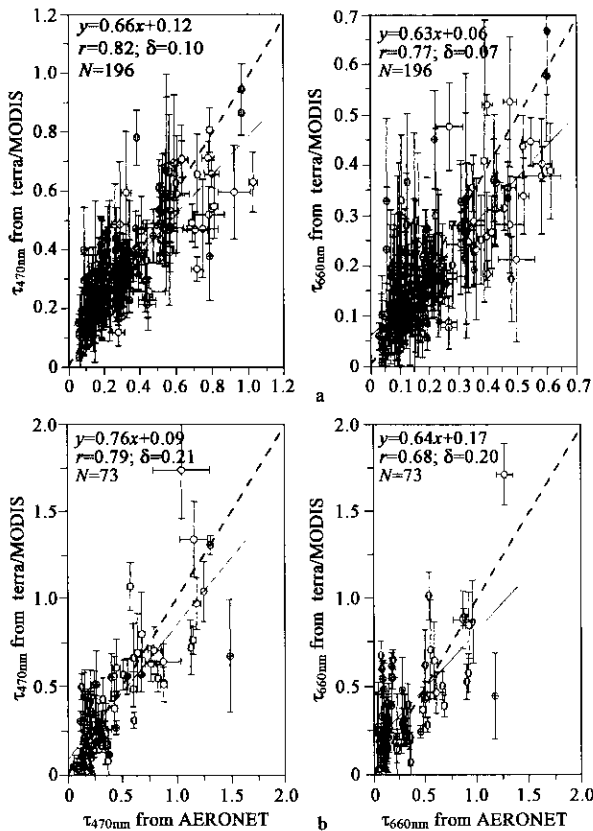 y=0.66x+0.12
r=0.82; δ=0.10
N=196
1.2
1.0
0.8
0.6
0.4
0.2
0
0 0.2 0.4 0.6 0.8 1.0 1.2
τ470nm from terra/MODIS
y=0.63x+0.06
r=0.77; δ=0.07
N=196
0.7
0.6
0.5
0.4
0.3
0.2
0.1
0
0 0.1 0.2 0.3 0.4 0.5 0.6 0.7
τ660nm from terra/MODIS
a
y=0.76x+0.09
r=0.79; δ=0.21
N=73
2.0
1.5
1.0
0.5
0
0 0.5 1.0 1.5 2.0
τ470nm from terra/MODIS
τ470nm from AERONET
y=0.64x+0.17
r=0.68; δ=0.20
N=73
2.0
1.5
1.0
0.5
0
0 0.5 1.0 1.5 2.0
τ660nm from terra/MODIS
τ660nm from AERONET
b